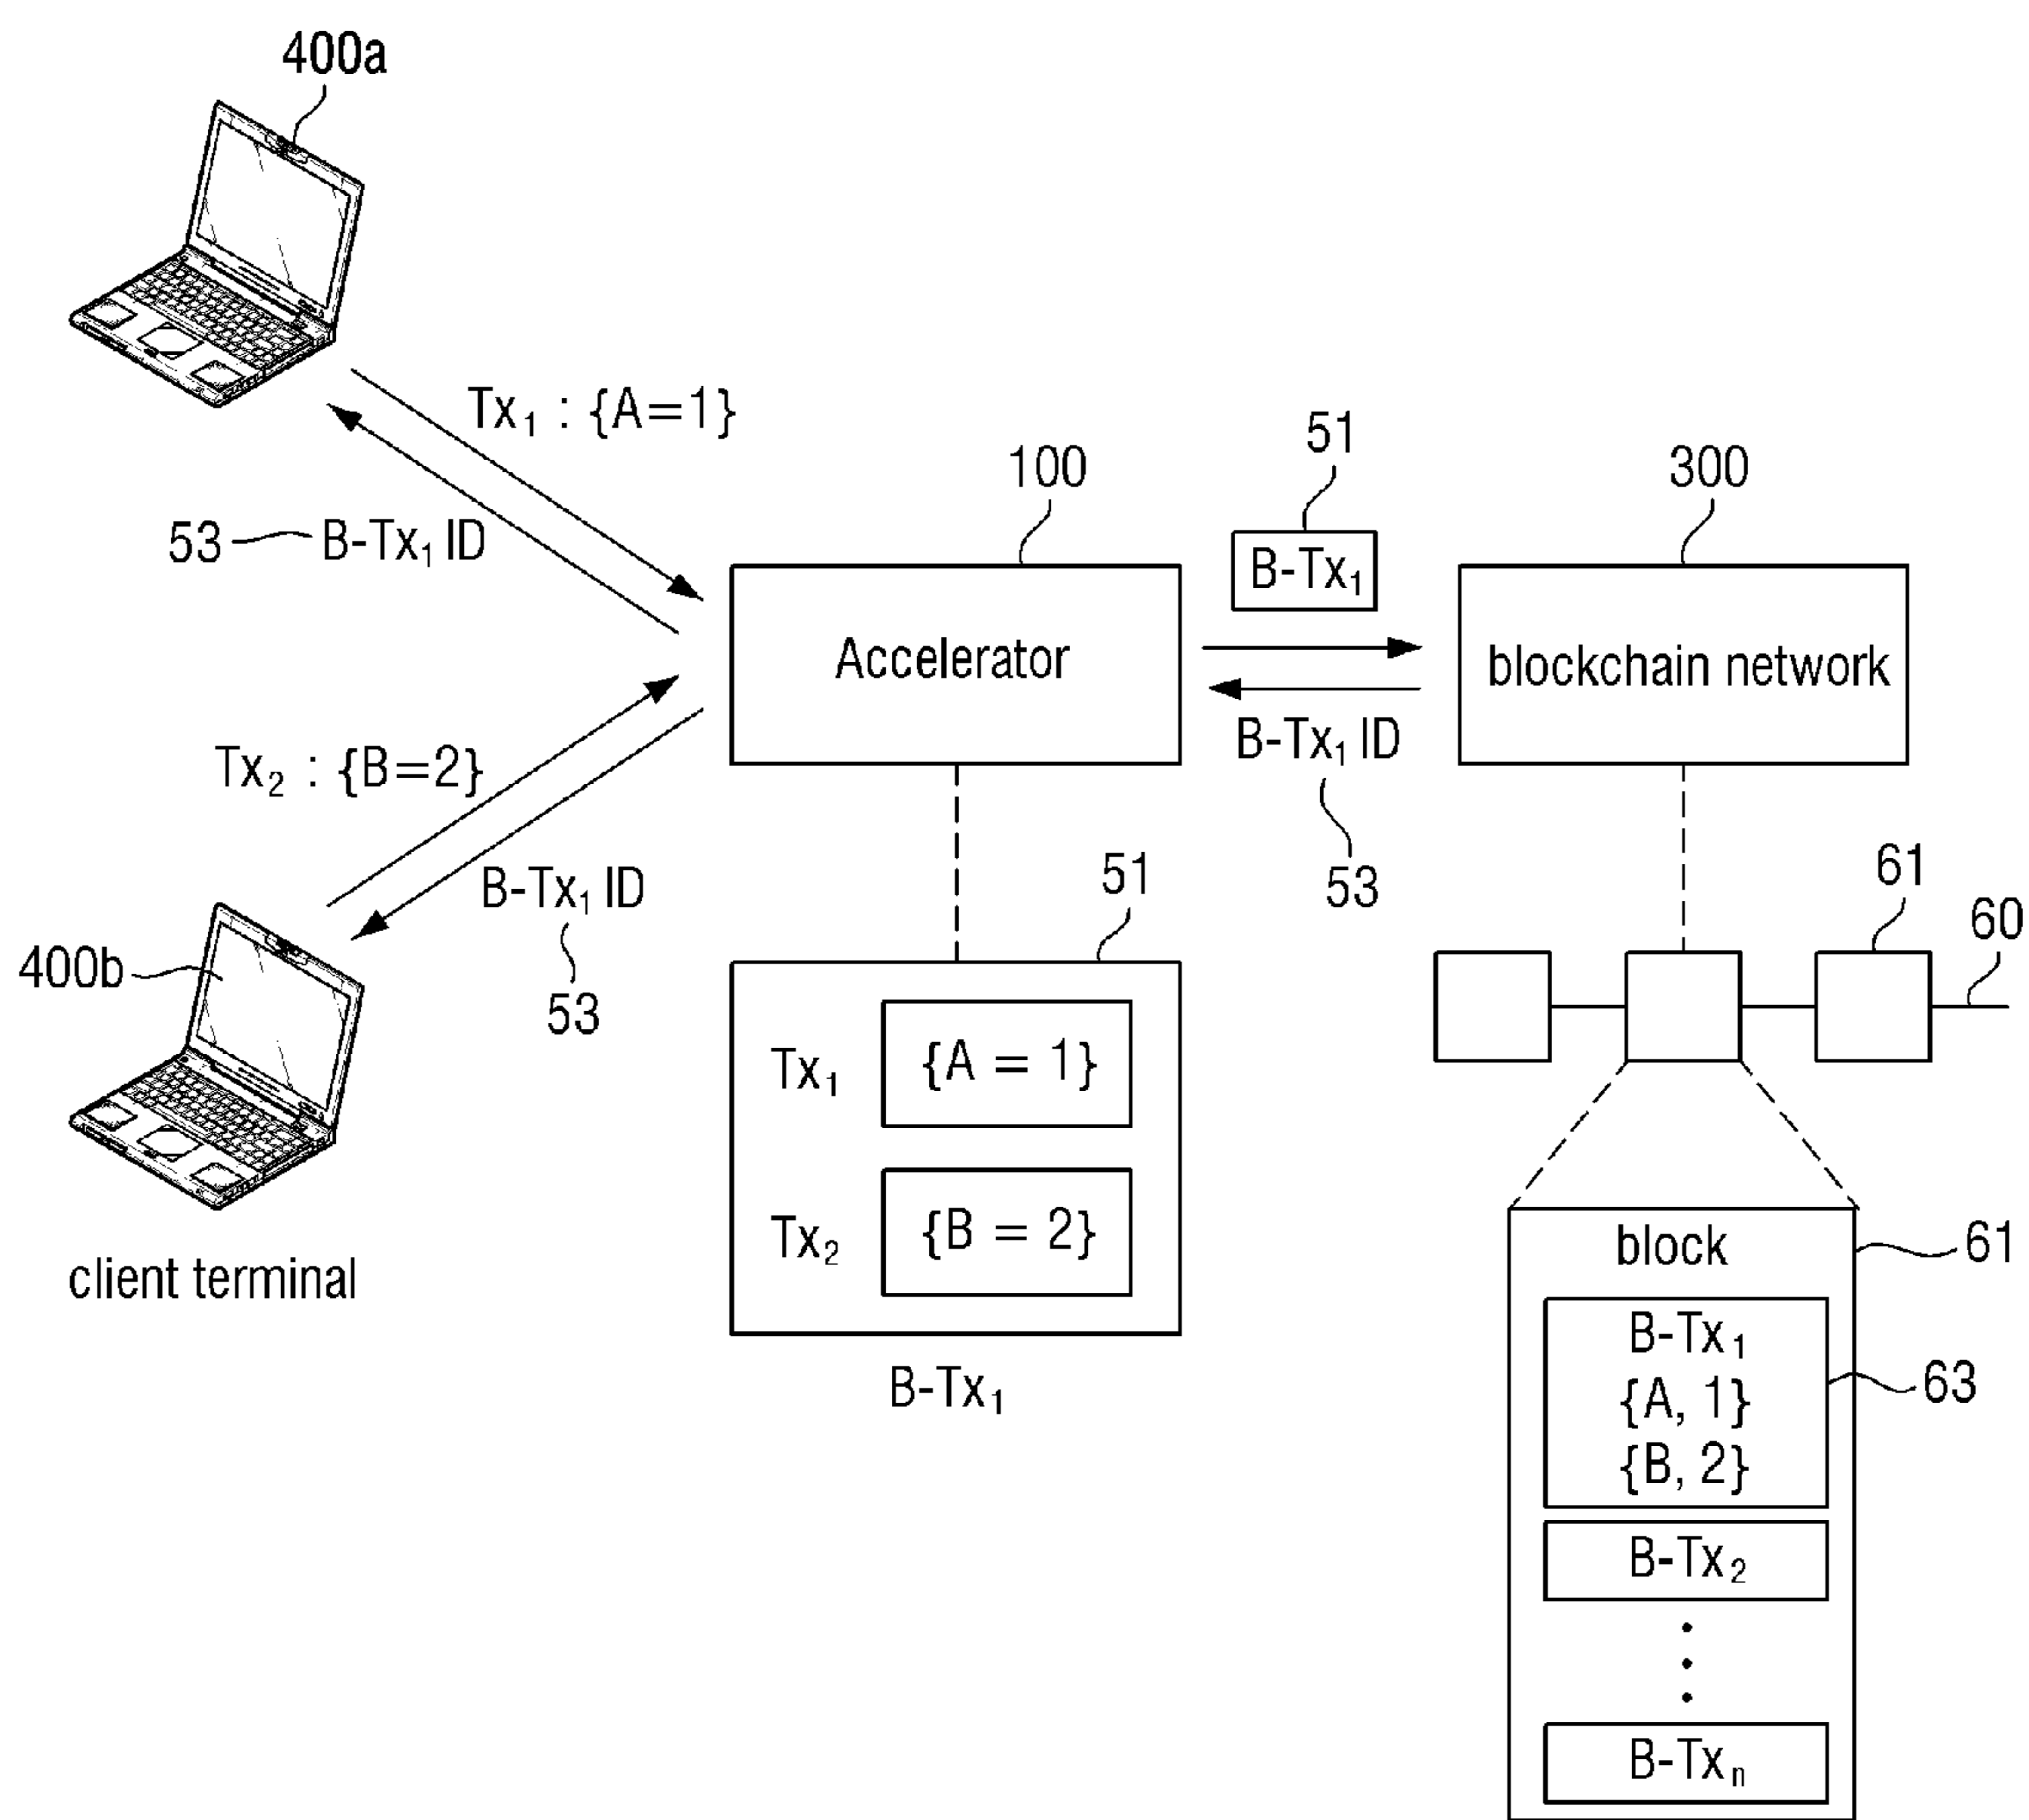 400a
Tx₁ : {A=1}
53
B-Tx₁ ID
100
51
B-Tx₁
300
Accelerator
blockchain network
B-Tx₁ ID
53
Tx₂ : {B=2}
B-Tx₁ ID
53
400b
client terminal
51
Tx₁ {A = 1}
Tx₂ {B = 2}
B-Tx₁
61
60
block
61
B-Tx₁
{A, 1}
{B, 2}
63
B-Tx₂
B-Txₙ